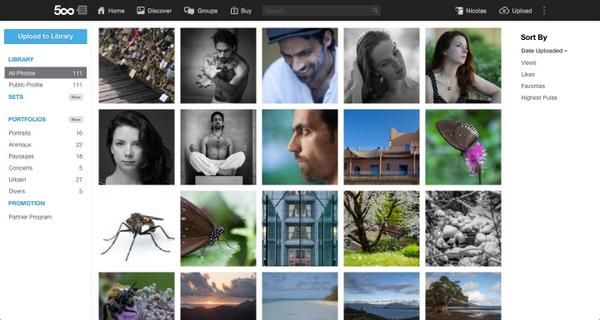 500
Home
Discover
Groups
Buy
Search
Nicolas
Upload
Upload to Library
LIBRARY
All Photos 111
Public Profile 111
SETS New
PORTFOLIOS New
Portraits 16
Animaux 22
Paysages 18
Concerts 5
Urbain 27
Divers 5
PROMOTION
Partner Program
Sort By
Date Uploaded
Views
Likes
Favorites
Highest Pulse